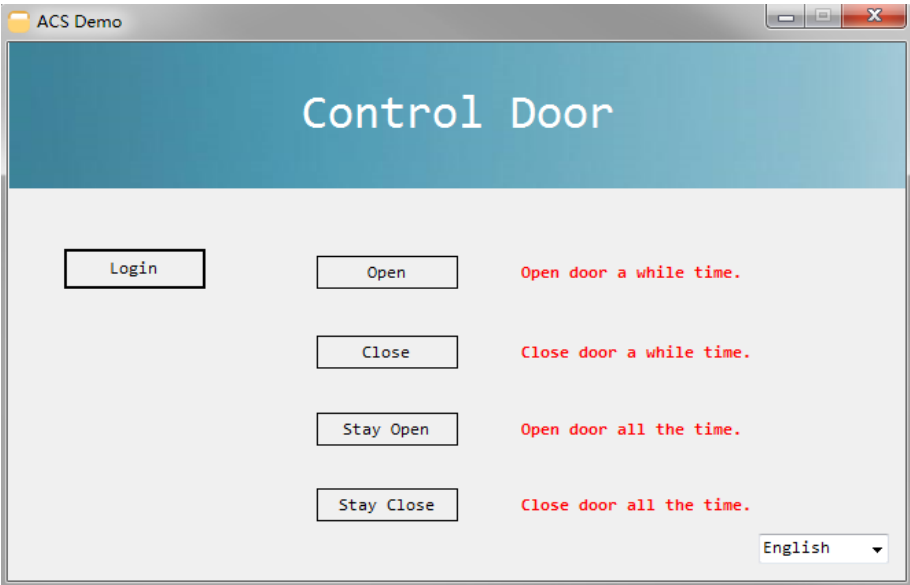 ACS Demo
Control Door
Login
Open
Open door a while time.
Close
Close door a while time.
Stay Open
Open door all the time.
Stay Close
Close door all the time.
English